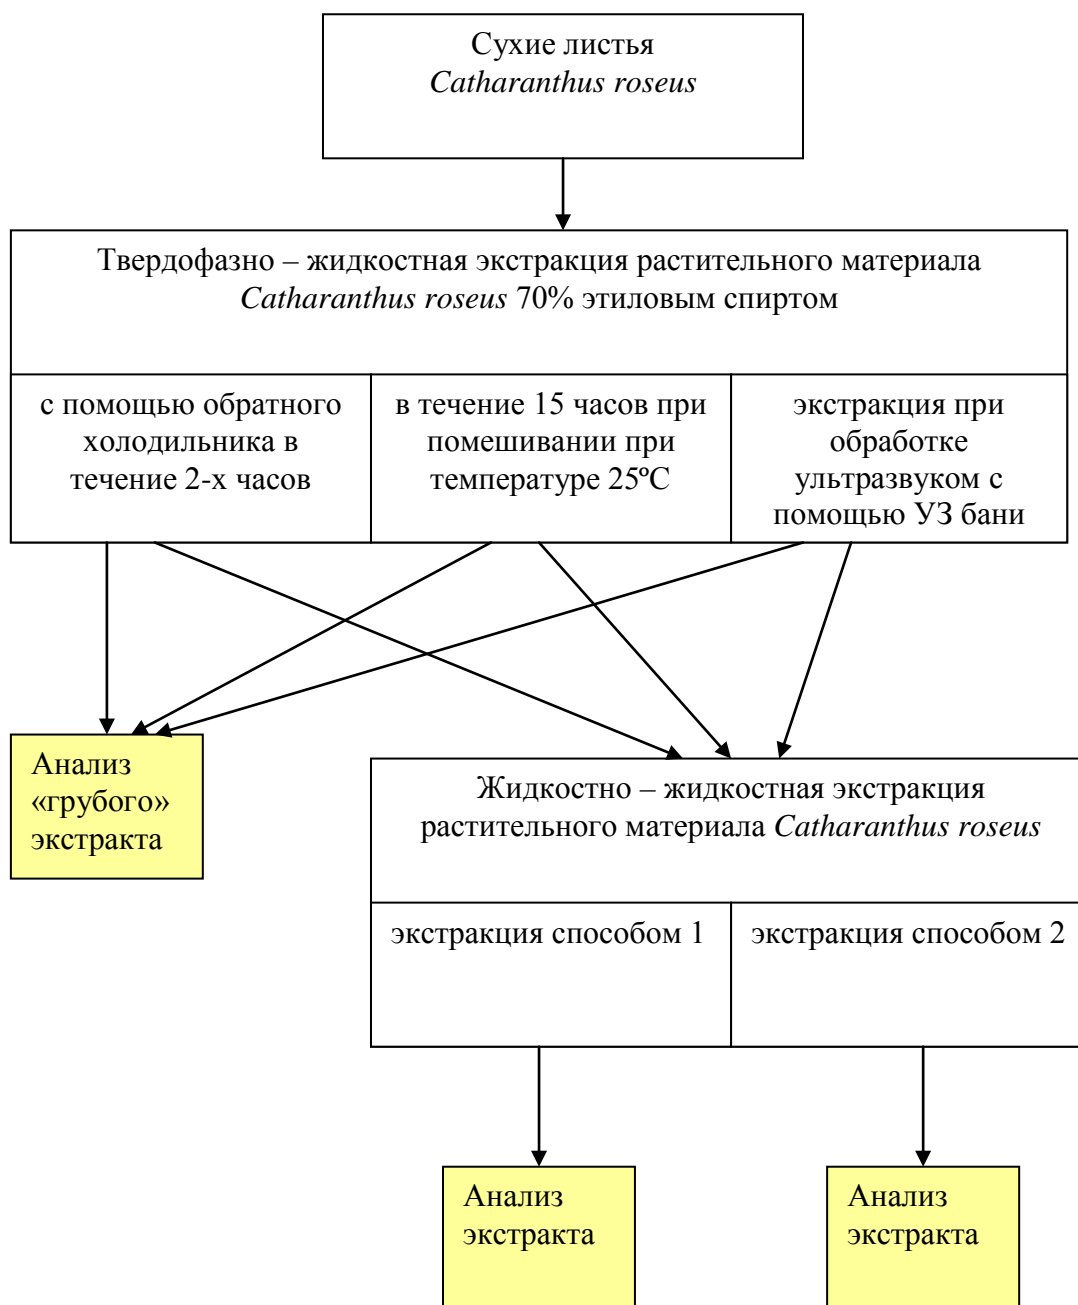 Сухие листья
Catharanthus roseus
Твердофазно – жидкостная экстракция растительного материала
Catharanthus roseus 70% этиловым спиртом
с помощью обратного
холодильника в
течение 2-х часов
в течение 15 часов при
помешивании при
температуре 25ºС
экстракция при
обработке
ультразвуком с
помощью УЗ бани
Анализ
«грубого»
экстракта
Жидкостно – жидкостная экстракция
растительного материала Catharanthus roseus
экстракция способом 1
экстракция способом 2
Анализ
экстракта
Анализ
экстракта